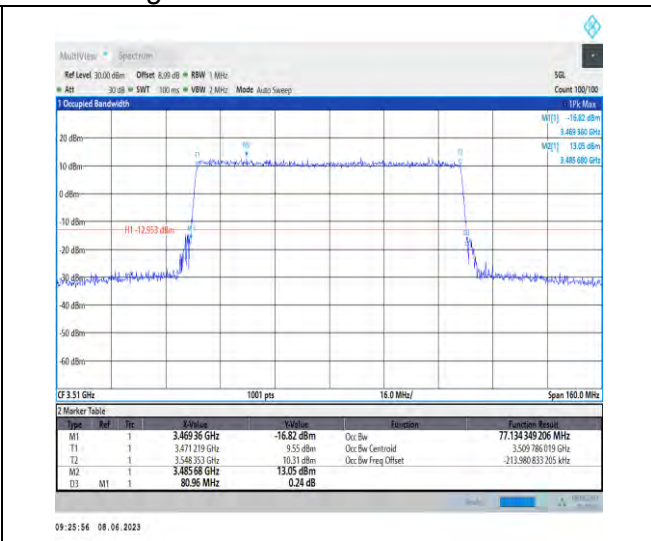 MultiView Spectrum
Ref Level 30.00 dBm Offset 8.99 dB RBW 1 MHz SGL
Att 30 dB SWT 100 ms VBW 2 MHz Mode Auto Sweep Count 100/100
1 Occupied Bandwidth 1Pk Max
M1[1] -16.82 dBm
3.469 360 GHz
M2[1] 13.05 dBm
3.485 680 GHz
20 dBm
10 dBm
0 dBm
-10 dBm
H1 -12.953 dBm
-20 dBm
-30 dBm
-40 dBm
-50 dBm
-60 dBm
CF 3.51 GHz 1001 pts 16.0 MHz/ Span 160.0 MHz
2 Marker Table
Type Ref Trc X-Value Y-Value Function Function Result
M1 1 3.469 36 GHz -16.82 dBm Occ Bw 77.134 349 206 MHz
T1 1 3.471 219 GHz 9.55 dBm Occ Bw Centroid 3.509 786 019 GHz
T2 1 3.548 353 GHz 10.31 dBm Occ Bw Freq Offset -213.980 833 205 kHz
M2 1 3.485 68 GHz 13.05 dBm
D3 M1 1 80.96 MHz 0.24 dB
09:25:56 08.06.2023